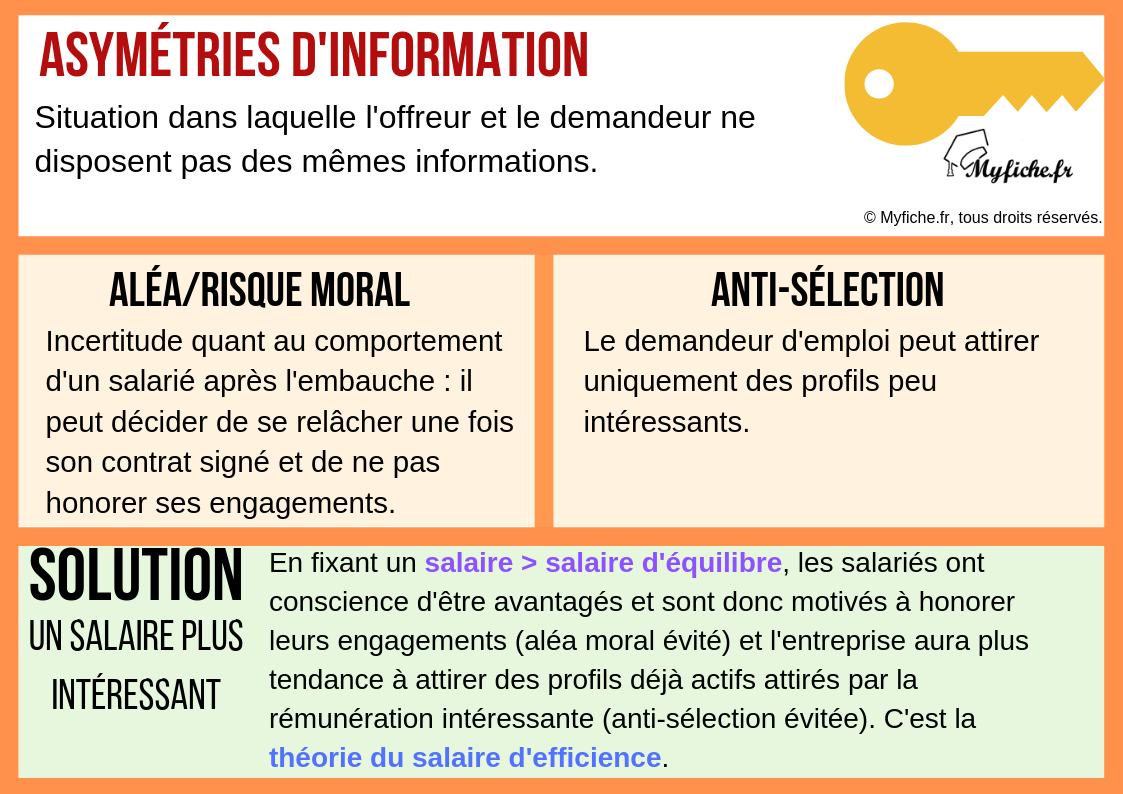 ASYMÉTRIES D'INFORMATION
Situation dans laquelle l'offreur et le demandeur ne
disposent pas des mêmes informations.
Myfiche.fr
© Myfiche.fr, tous droits réservés.
ALÉA/RISQUE MORAL
Incertitude quant au comportement
d'un salarié après l'embauche : il
peut décider de se relâcher une fois
son contrat signé et de ne pas
honorer ses engagements.
ANTI-SÉLECTION
Le demandeur d'emploi peut attirer
uniquement des profils peu
intéressants.
SOLUTION
UN SALAIRE PLUS
INTÉRESSANT
En fixant un salaire > salaire d'équilibre, les salariés ont
conscience d'être avantagés et sont donc motivés à honorer
leurs engagements (aléa moral évité) et l'entreprise aura plus
tendance à attirer des profils déjà actifs attirés par la
rémunération intéressante (anti-sélection évitée). C'est la
théorie du salaire d'efficience.